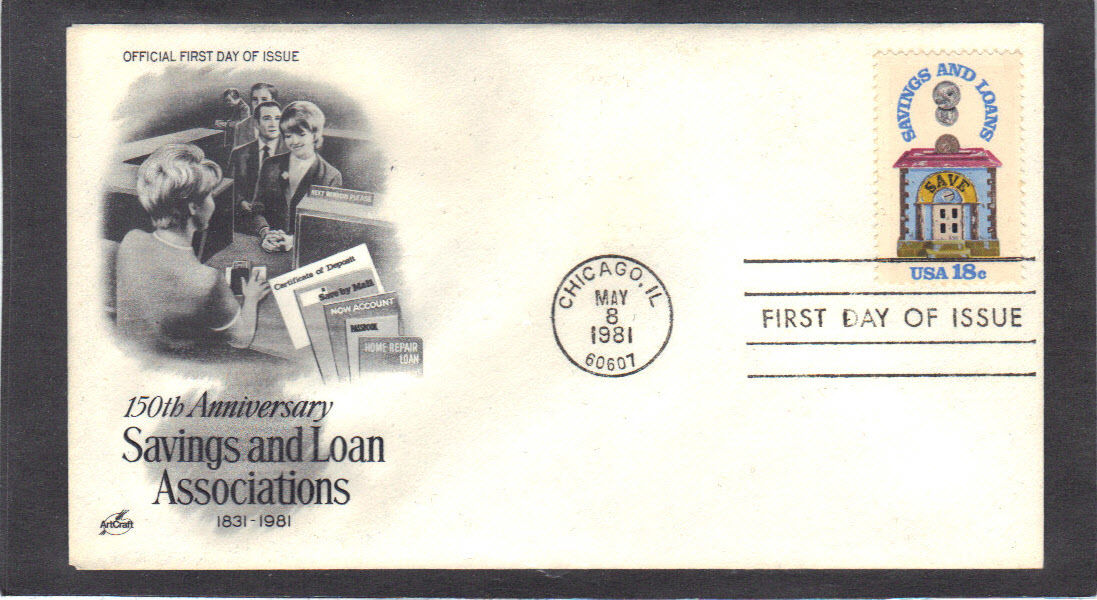 OFFICIAL FIRST DAY OF ISSUE
NEXT WINDOW PLEASE
Certificate of Deposit
Save by Mail
NOW ACCOUNT
PASSBOOK
HOME REPAIR
LOAN
150th Anniversary
Savings and Loan
Associations
1831-1981
ArtCraft
CHICAGO, IL
MAY
8
1981
60607
SAVINGS AND LOANS
SAVE
USA 18c
FIRST DAY OF ISSUE